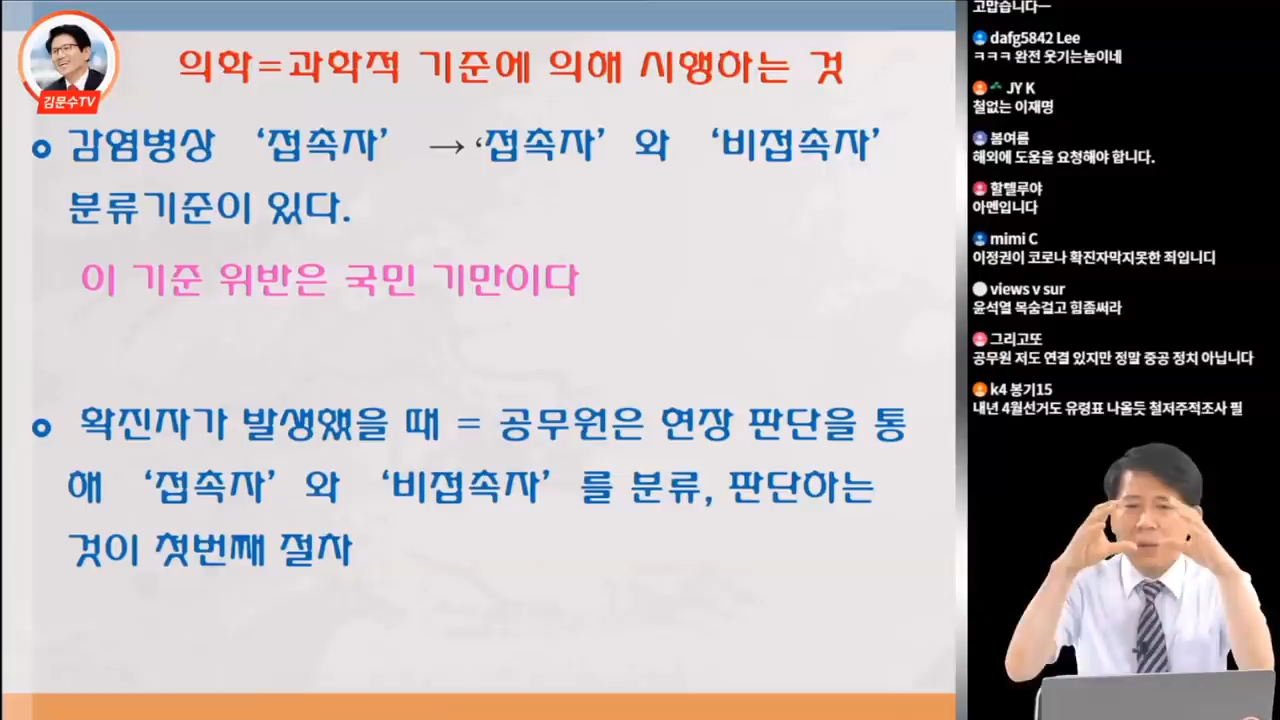 김문수TV
의학=과학적 기준에 의해 시행하는 것
감염병상 ‘접촉자’ →‘접촉자’와 ‘비접촉자’
분류기준이 있다.
이 기준 위반은 국민 기만이다
확진자가 발생했을 때 = 공무원은 현장 판단을 통
해 ‘접촉자’와 ‘비접촉자’를 분류, 판단하는
것이 첫번째 절차
고맙습니다ㅡ
dafg5842 Lee
ㅋㅋㅋ 완전 웃기는놈이네
JY K
철없는 이재명
봄여름
해외에 도움을 요청해야 합니다.
할텔루야
아멘입니다
mimi C
이정권이 코로나 확진자막지못한 죄입니디
views v sur
윤석열 목숨걸고 힘좀써라
그리고또
공무원 저도 연결 있지만 정말 중공 정치 아닙니다
k4 봉기15
내년 4월선거도 유령표 나올듯 철저주적조사 필